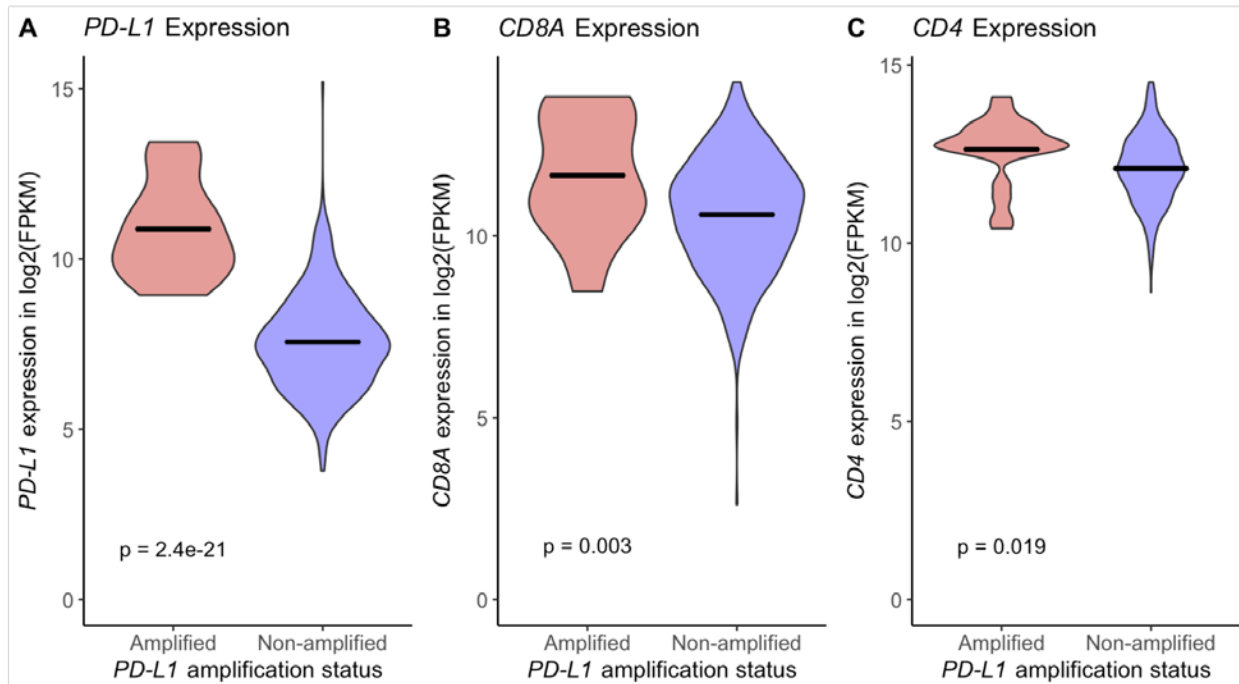 A PD-L1 Expression
PD-L1 expression in log2(FPKM)
15
10
5
0
p = 2.4e-21
Amplified Non-amplified
PD-L1 amplification status
B CD8A Expression
CD8A expression in log2(FPKM)
10
5
0
p = 0.003
Amplified Non-amplified
PD-L1 amplification status
C CD4 Expression
CD4 expression in log2(FPKM)
15
10
5
0
p = 0.019
Amplified Non-amplified
PD-L1 amplification status